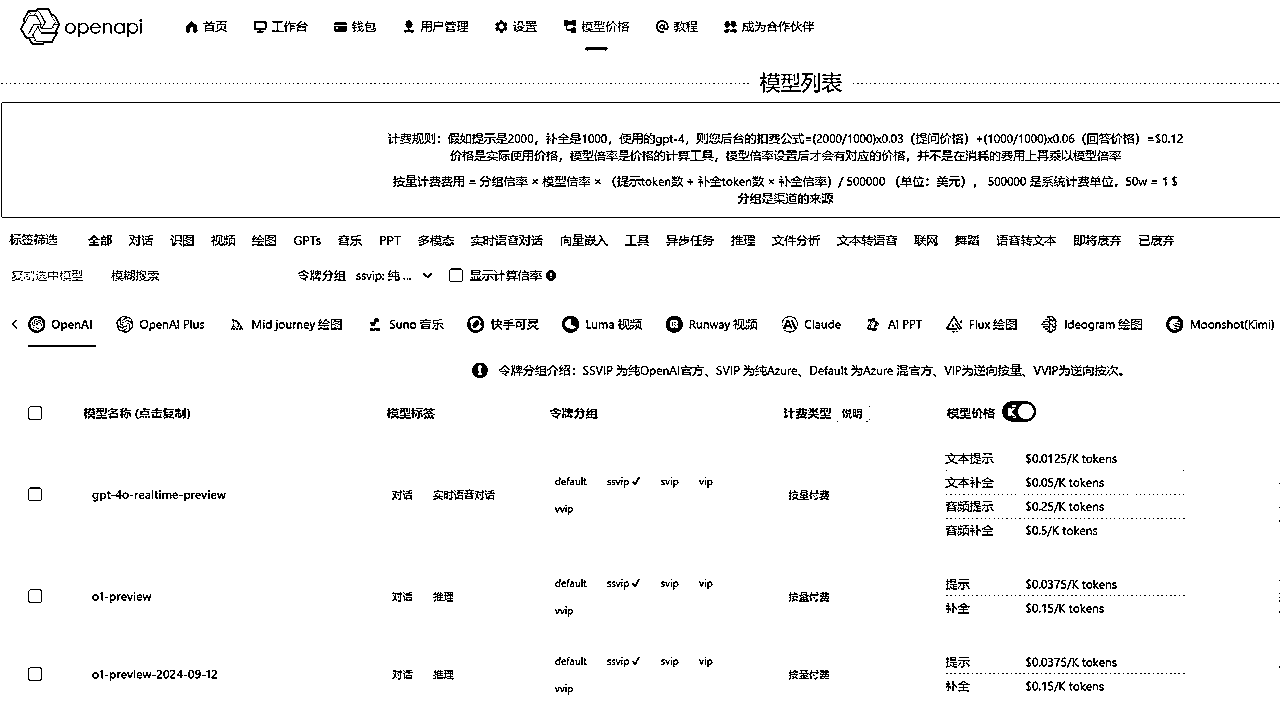 openapi 首页 工作台 钱包 用户管理 设置 模型价格 教程 成为合作伙伴
模型列表
计费规则：假如提示是2000，补全是1000，使用的gpt-4，则您后台的扣费公式=(2000/1000)x0.03（提问价格）+(1000/1000)x0.06（回答价格）=$0.12
价格是实际使用价格，模型倍率是价格的计算工具，模型倍率设置后才会有对应的价格，并不是在消耗的费用上再乘以模型倍率
按量计费费用 = 分组倍率 × 模型倍率 × （提示token数 + 补全token数 × 补全倍率）/ 500000 （单位：美元）， 500000 是系统计费单位，50w = 1 $
分组是渠道的来源
标签筛选 全部 对话 识图 视频 绘图 GPTs 音乐 PPT 多模态 实时语音对话 向量嵌入 工具 异步任务 推理 文件分析 文本转语音 联网 舞蹈 语音转文本 即将废弃 已废弃
复制选中模型 模糊搜索 令牌分组 ssvip: 纯 ... 显示计算倍率
OpenAI OpenAI Plus Mid journey 绘图 Suno 音乐 快手可灵 Luma 视频 Runway 视频 Claude AI PPT Flux 绘图 Ideogram 绘图 Moonshot(Kimi)
令牌分组介绍：SSVIP 为纯OpenAI官方、SVIP 为纯Azure、Default 为Azure 混官方、VIP为逆向按量、VVIP为逆向按次。
模型名称 (点击复制) 模型标签 令牌分组 计费类型 说明 模型价格 K
文本提示 $0.0125/K tokens
default ssvip ✓ svip vip
文本补全 $0.05/K tokens
gpt-4o-realtime-preview 对话 实时语音对话 按量付费
音频提示 $0.25/K tokens
vvip
音频补全 $0.5/K tokens
default ssvip ✓ svip vip
提示 $0.0375/K tokens
o1-preview 对话 推理 按量付费
vvip
补全 $0.15/K tokens
default ssvip ✓ svip vip
提示 $0.0375/K tokens
o1-preview-2024-09-12 对话 推理 按量付费
vvip
补全 $0.15/K tokens